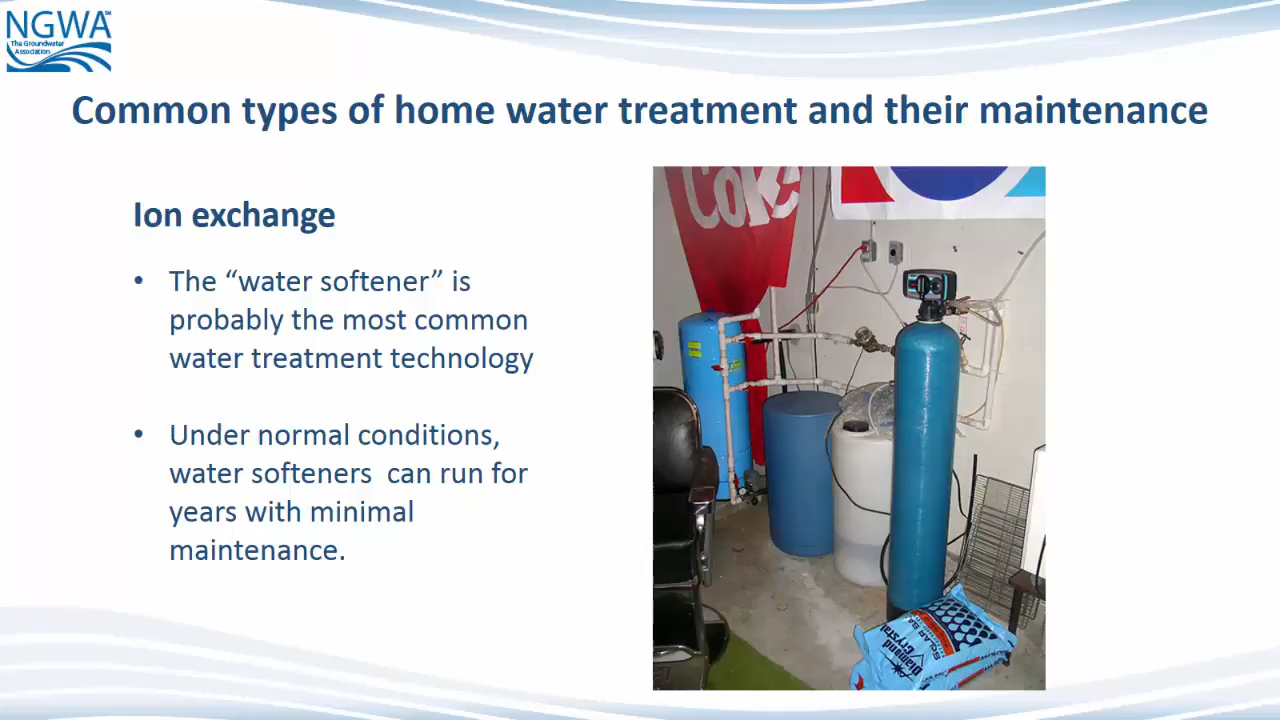 NGWA
The Groundwater
Association
Common types of home water treatment and their maintenance
Ion exchange
• The “water softener” is
probably the most common
water treatment technology
• Under normal conditions,
water softeners  can run for
years with minimal
maintenance.
Coke
Diamond
Crystal